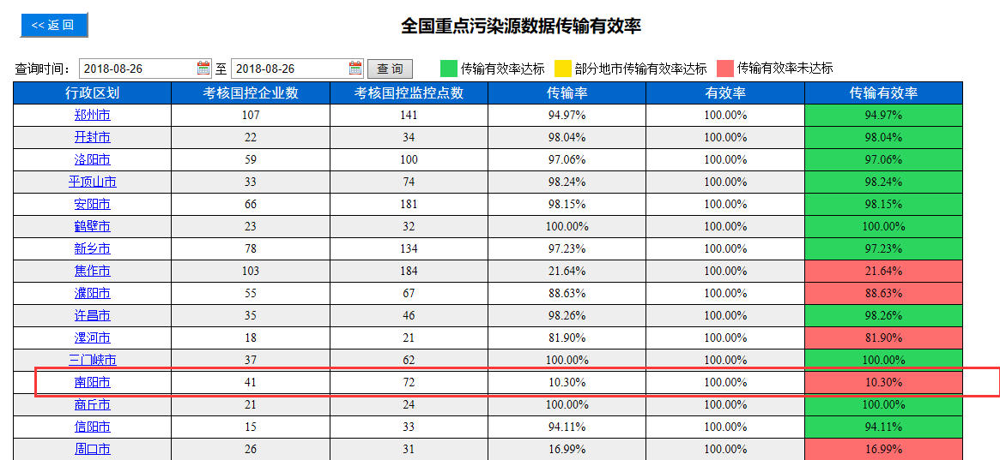 << 返 回
全国重点污染源数据传输有效率
查询时间： 2018-08-26 至 2018-08-26 查 询 传输有效率达标 部分地市传输有效率达标 传输有效率未达标
行政区划 考核国控企业数 考核国控监控点数 传输率 有效率 传输有效率
郑州市 107 141 94.97% 100.00% 94.97%
开封市 22 34 98.04% 100.00% 98.04%
洛阳市 59 100 97.06% 100.00% 97.06%
平顶山市 33 74 98.24% 100.00% 98.24%
安阳市 66 181 98.15% 100.00% 98.15%
鹤壁市 23 32 100.00% 100.00% 100.00%
新乡市 78 134 97.23% 100.00% 97.23%
焦作市 103 184 21.64% 100.00% 21.64%
濮阳市 55 67 88.63% 100.00% 88.63%
许昌市 35 46 98.26% 100.00% 98.26%
漯河市 18 21 81.90% 100.00% 81.90%
三门峡市 37 62 100.00% 100.00% 100.00%
南阳市 41 72 10.30% 100.00% 10.30%
商丘市 21 24 100.00% 100.00% 100.00%
信阳市 15 33 94.11% 100.00% 94.11%
周口市 26 31 16.99% 100.00% 16.99%